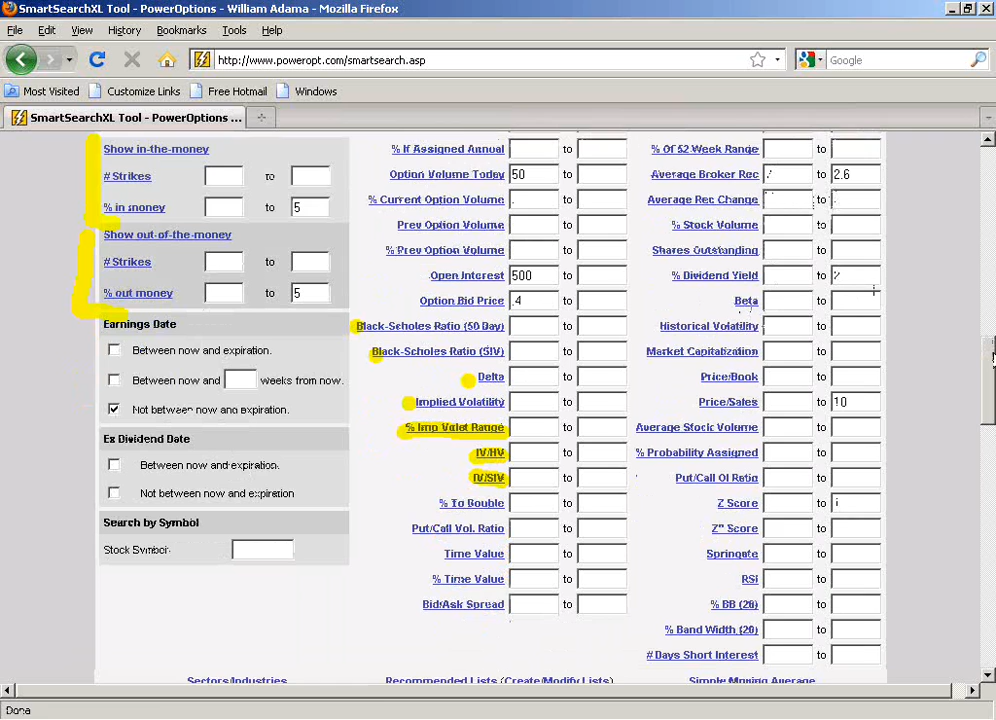 SmartSearchXL Tool - PowerOptions - William Adama - Mozilla Firefox
File Edit View History Bookmarks Tools Help
http://www.poweropt.com/smartsearch.asp
Google
Most Visited Customize Links Free Hotmail Windows
SmartSearchXL Tool - PowerOptions ...
Show in-the-money
# Strikes to
% in money to 5
Show out-of-the-money
# Strikes to
% out money to 5
Earnings Date
Between now and expiration.
Between now and weeks from now.
Not between now and expiration.
Ex Dividend Date
Between now and expiration.
Not between now and expiration
Search by Symbol
Stock Symbol
% If Assigned Annual to
Option Volume Today 50 to
% Current Option Volume to
Prev Option Volume to
% Prev Option Volume to
Open Interest 500 to
Option Bid Price .4 to
Black-Scholes Ratio (50 Day) to
Black-Scholes Ratio (SIV) to
Delta to
Implied Volatility to
% Imp Valet Range to
IV/HV to
IV/SIV to
% To Double to
Put/Call Vol. Ratio to
Time Value to
% Time Value to
Bid/Ask Spread to
% Of 52 Week Range to
Average Broker Rec to 2.6
Average Rec Change to
% Stock Volume to
Shares Outstanding to
% Dividend Yield to
Beta to
Historical Volatility to
Market Capitalization to
Price/Book to
Price/Sales to 10
Average Stock Volume to
% Probability Assigned to
Put/Call OI Ratio to
Z Score to
Z" Score to
Springate to
RSI to
% BB (20) to
% Band Width (20) to
# Days Short Interest to
Sectors/Industries
Recommended Lists (Create/Modify Lists)
Simply Moving Average
Done